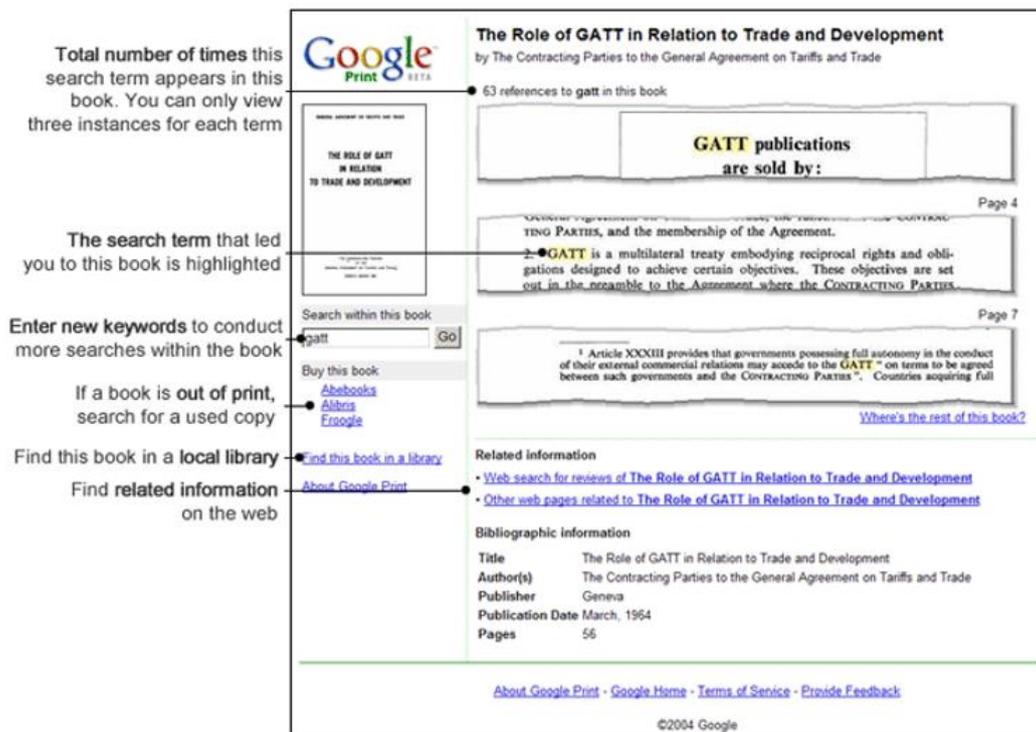 Total number of times this
search term appears in this
book. You can only view
three instances for each term
The search term that led
you to this book is highlighted
Enter new keywords to conduct
more searches within the book
If a book is out of print,
search for a used copy
Find this book in a local library
Find related information
on the web
Google
Print BETA
THE ROLE OF GATT
IN RELATION
TO TRADE AND DEVELOPMENT
Search within this book
gatt Go
Buy this book
Abebooks
Alibris
Froogle
Find this book in a library
About Google Print
The Role of GATT in Relation to Trade and Development
by The Contracting Parties to the General Agreement on Tariffs and Trade
63 references to gatt in this book
GATT publications
are sold by:
Page 4
TING PARTIES, and the membership of the Agreement.
2. GATT is a multilateral treaty embodying reciprocal rights and obli-
gations designed to achieve certain objectives. These objectives are set
out in the preamble to the Agreement where the CONTRACTING PARTIES
Page 7
1 Article XXXIII provides that governments possessing full autonomy in the conduct
of their external commercial relations may accede to the GATT " on terms to be agreed
between such governments and the CONTRACTING PARTIES ". Countries acquiring full
Where's the rest of this book?
Related information
• Web search for reviews of The Role of GATT in Relation to Trade and Development
• Other web pages related to The Role of GATT in Relation to Trade and Development
Bibliographic information
Title The Role of GATT in Relation to Trade and Development
Author(s) The Contracting Parties to the General Agreement on Tariffs and Trade
Publisher Geneva
Publication Date March, 1964
Pages 56
About Google Print - Google Home - Terms of Service - Provide Feedback
©2004 Google